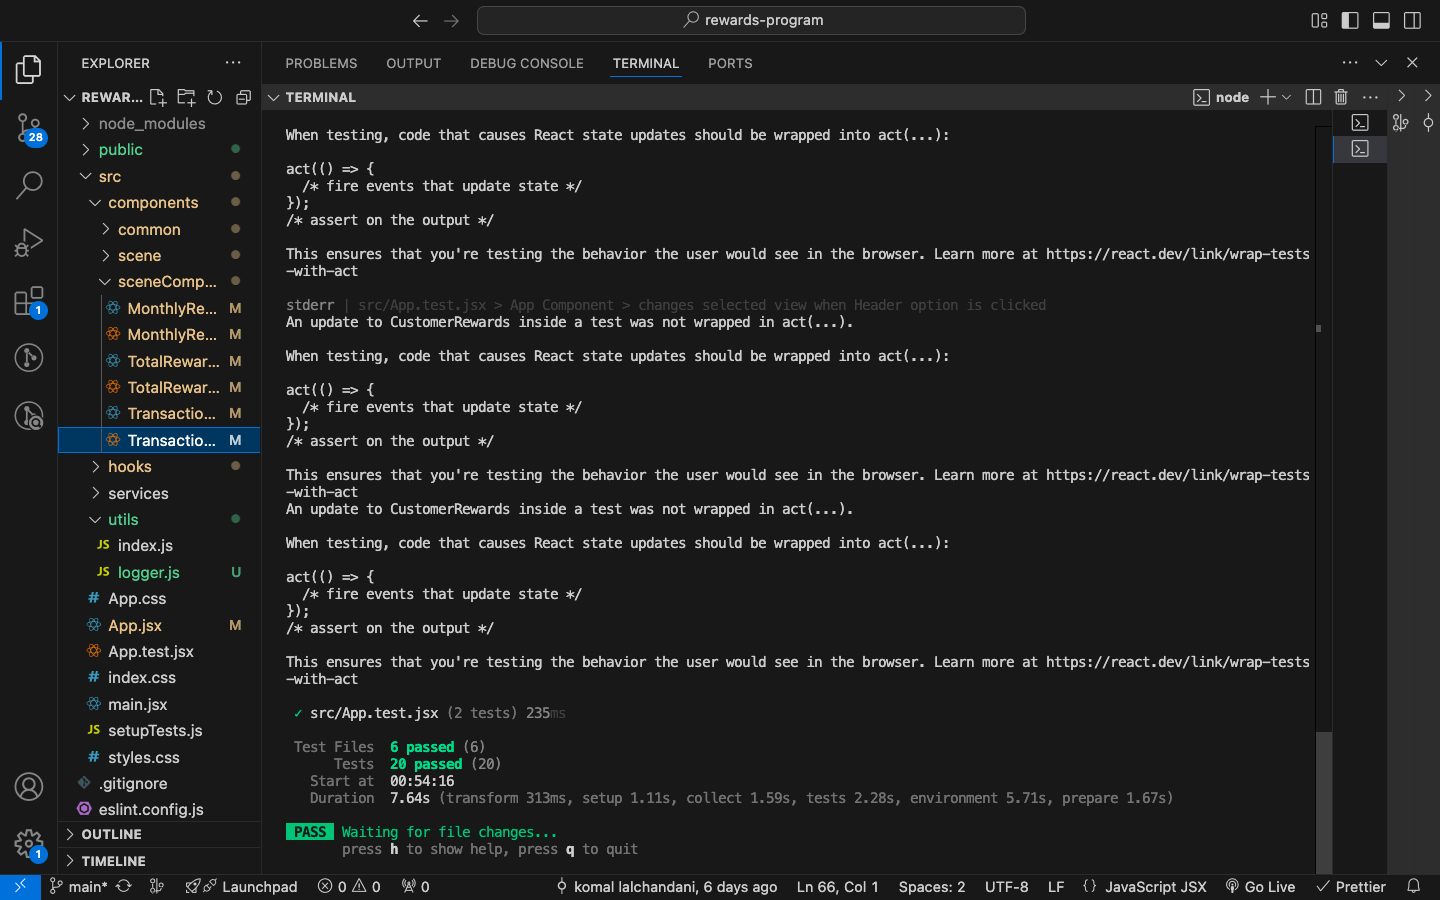 rewards-program
EXPLORER
REWAR...
node_modules
public
src
components
common
scene
sceneComp...
MonthlyRe... M
MonthlyRe... M
TotalRewar... M
TotalRewar... M
Transactio... M
Transactio... M
hooks
services
utils
JS index.js
JS logger.js U
# App.css
App.jsx M
App.test.jsx
# index.css
main.jsx
JS setupTests.js
# styles.css
.gitignore
eslint.config.js
OUTLINE
TIMELINE
28
1
1
PROBLEMS OUTPUT DEBUG CONSOLE TERMINAL PORTS
TERMINAL node
When testing, code that causes React state updates should be wrapped into act(...):
act(() => {
/* fire events that update state */
});
/* assert on the output */
This ensures that you're testing the behavior the user would see in the browser. Learn more at https://react.dev/link/wrap-tests
-with-act
stderr | src/App.test.jsx > App Component > changes selected view when Header option is clicked
An update to CustomerRewards inside a test was not wrapped in act(...).
When testing, code that causes React state updates should be wrapped into act(...):
act(() => {
/* fire events that update state */
});
/* assert on the output */
This ensures that you're testing the behavior the user would see in the browser. Learn more at https://react.dev/link/wrap-tests
-with-act
An update to CustomerRewards inside a test was not wrapped in act(...).
When testing, code that causes React state updates should be wrapped into act(...):
act(() => {
/* fire events that update state */
});
/* assert on the output */
This ensures that you're testing the behavior the user would see in the browser. Learn more at https://react.dev/link/wrap-tests
-with-act
✓ src/App.test.jsx (2 tests) 235ms
Test Files 6 passed (6)
Tests 20 passed (20)
Start at 00:54:16
Duration 7.64s (transform 313ms, setup 1.11s, collect 1.59s, tests 2.28s, environment 5.71s, prepare 1.67s)
PASS Waiting for file changes...
press h to show help, press q to quit
main* Launchpad 0 0 0 komal lalchandani, 6 days ago Ln 66, Col 1 Spaces: 2 UTF-8 LF {} JavaScript JSX Go Live Prettier